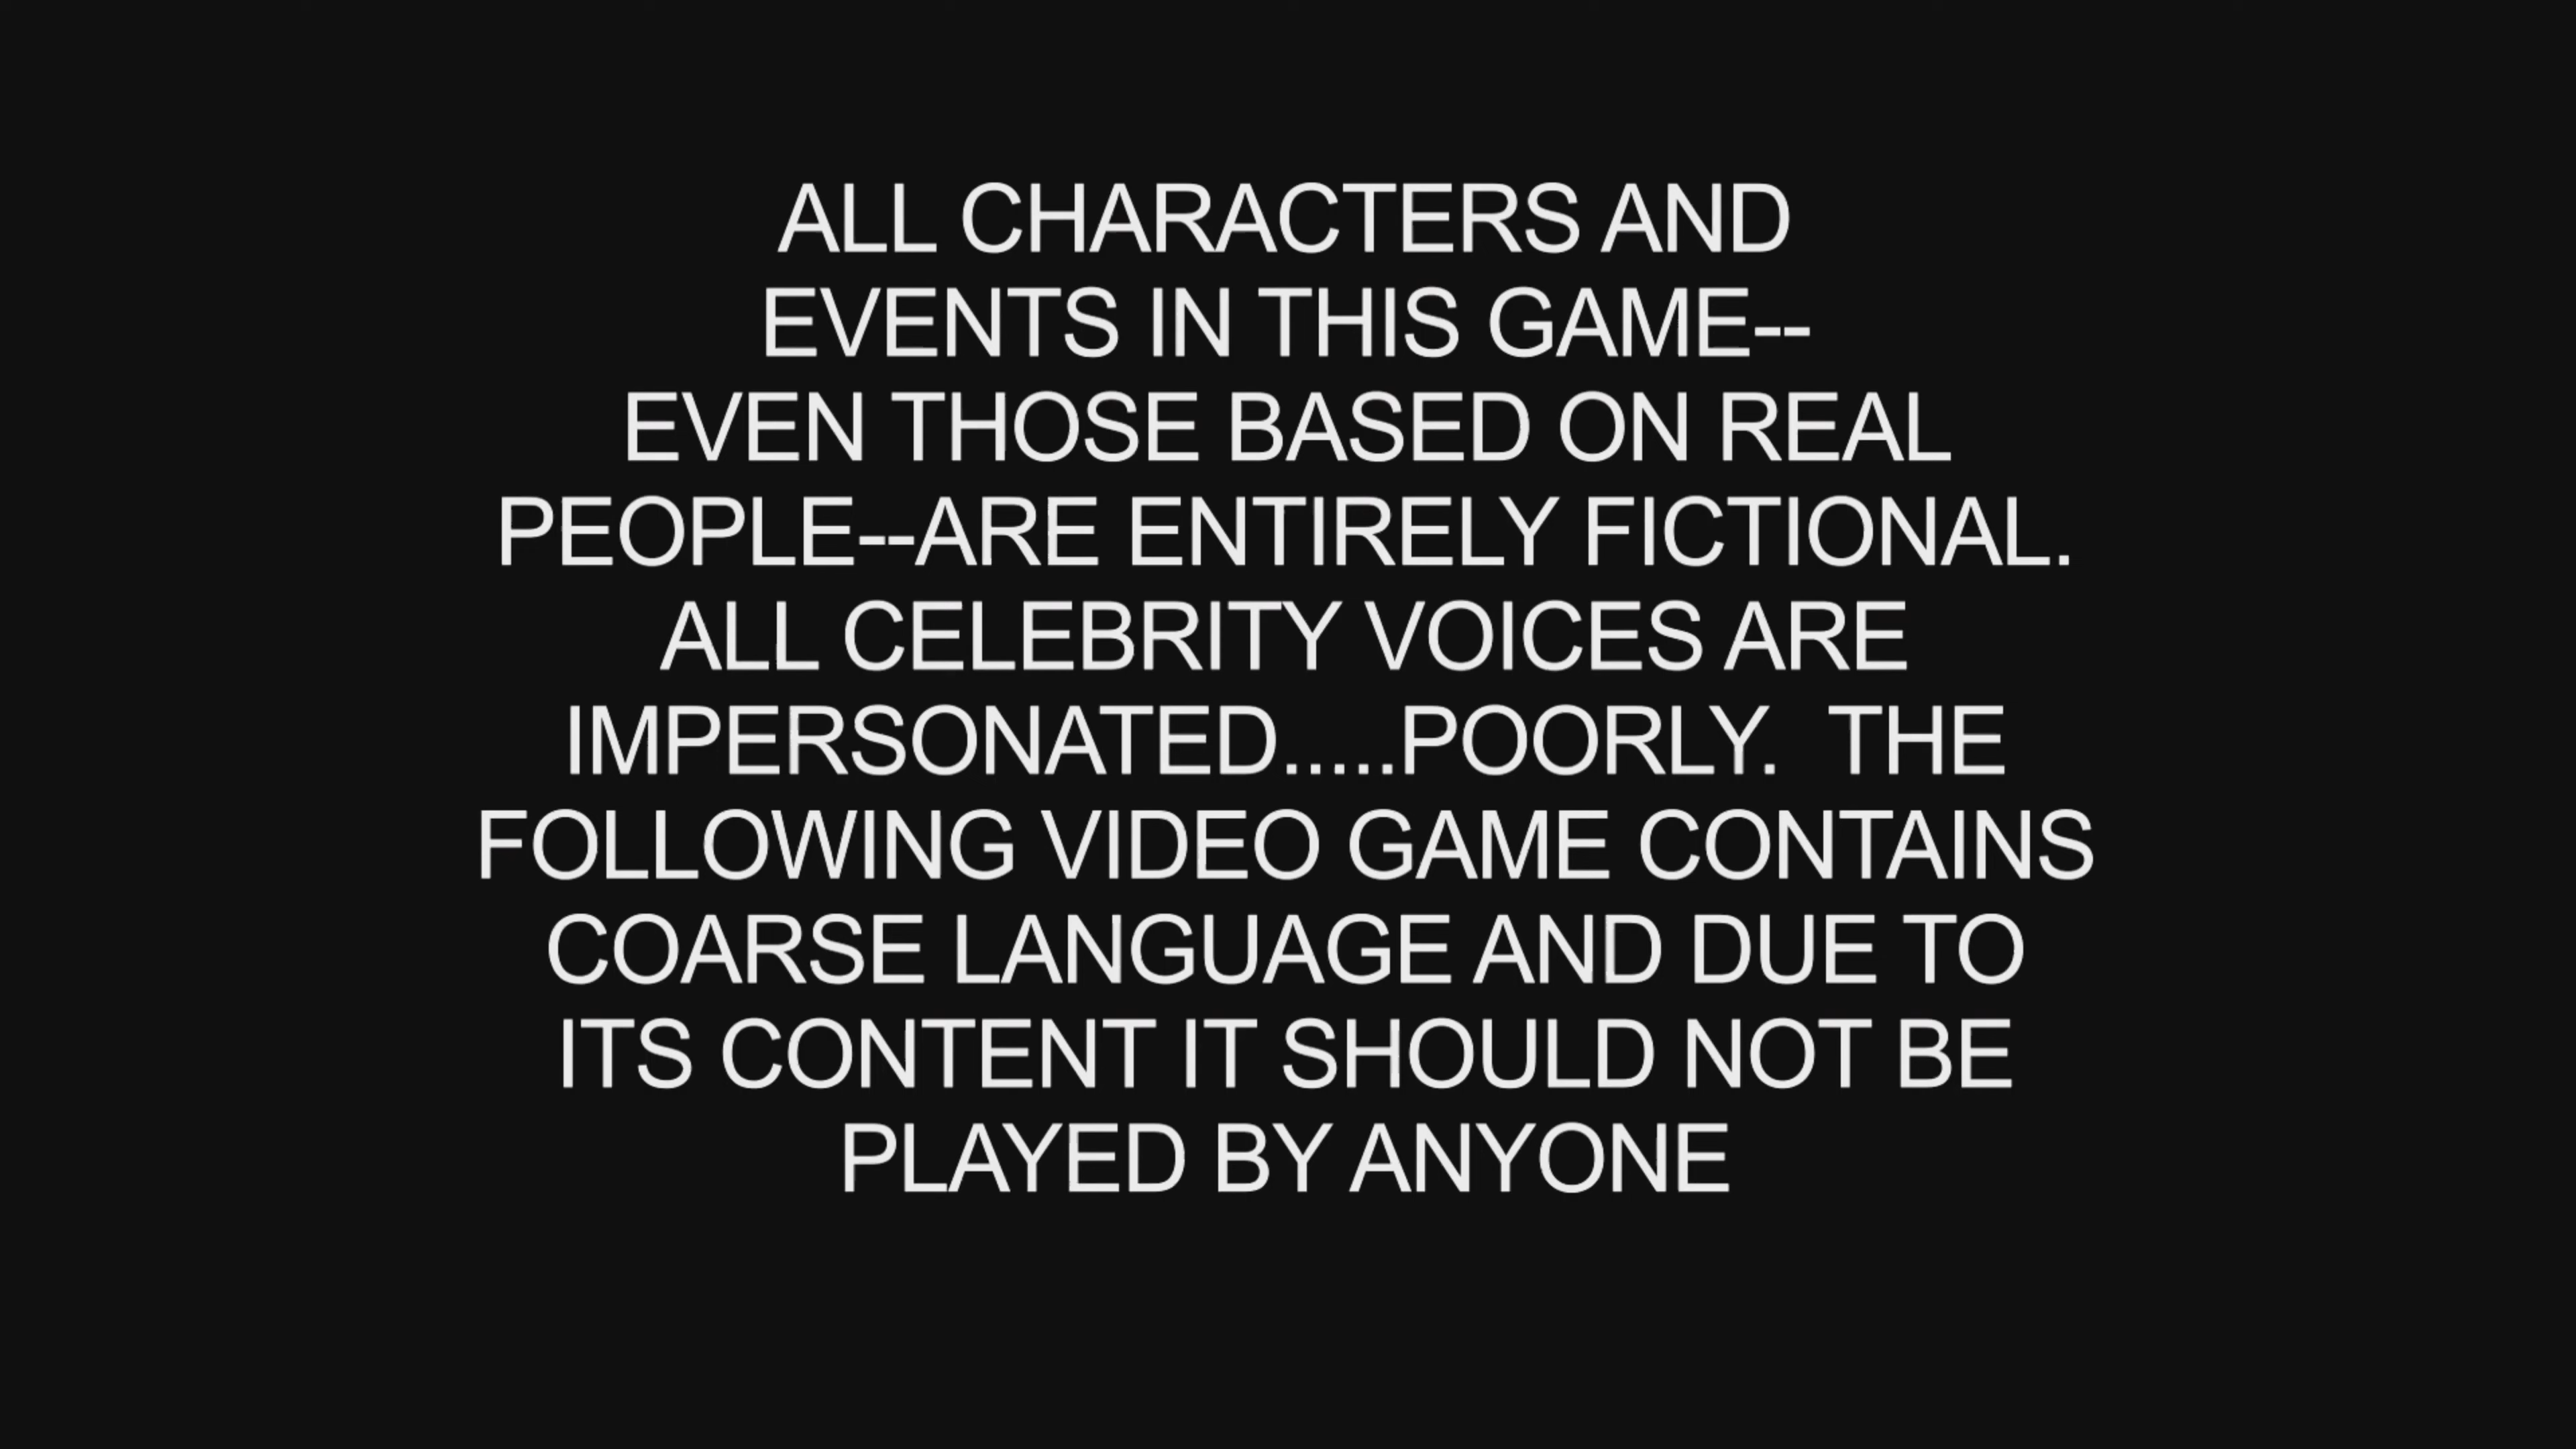 ALL CHARACTERS AND
EVENTS IN THIS GAME--
EVEN THOSE BASED ON REAL
PEOPLE--ARE ENTIRELY FICTIONAL.
ALL CELEBRITY VOICES ARE
IMPERSONATED.....POORLY.  THE
FOLLOWING VIDEO GAME CONTAINS
COARSE LANGUAGE AND DUE TO
ITS CONTENT IT SHOULD NOT BE
PLAYED BY ANYONE